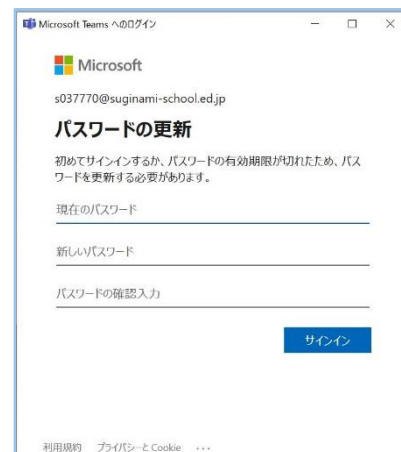 Microsoft Teams へのログイン
Microsoft
s037770@suginami-school.ed.jp
パスワードの更新
初めてサインインするか、パスワードの有効期限が切れたため、パス
ワードを更新する必要があります。
現在のパスワード
新しいパスワード
パスワードの確認入力
サインイン
利用規約 プライバシーと Cookie ...